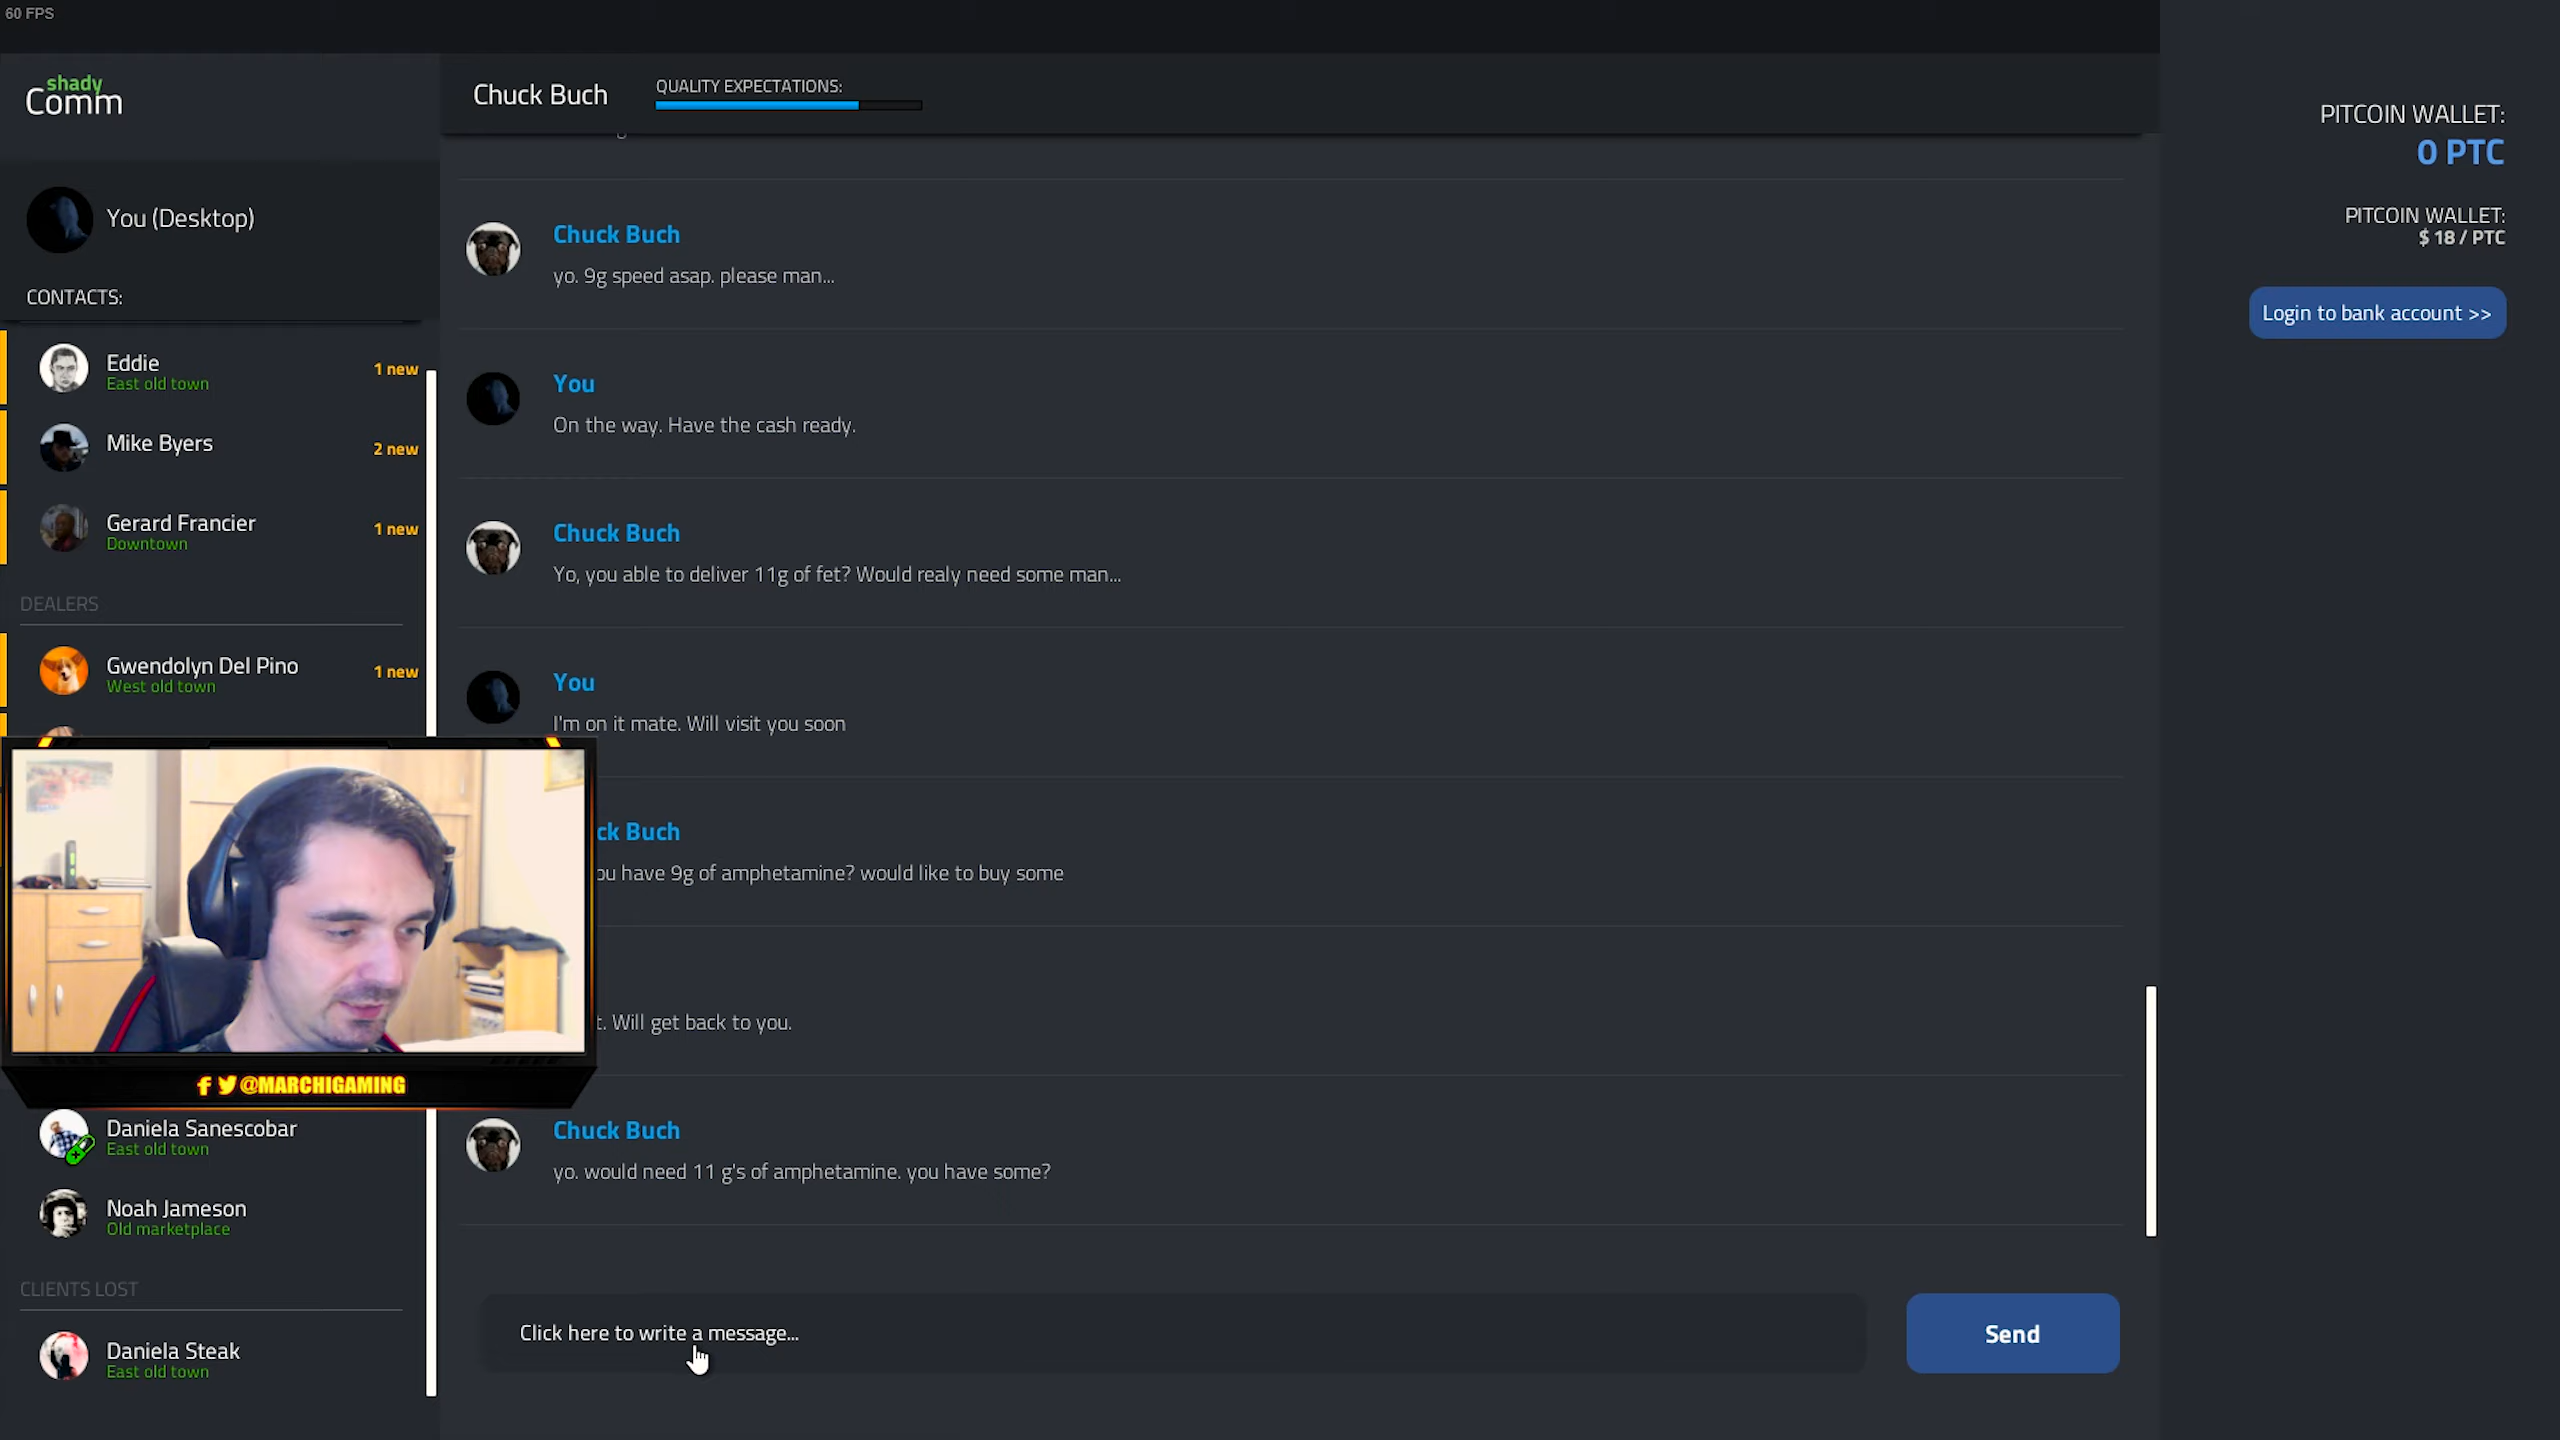 60 FPS
shady
Comm
You (Desktop)
CONTACTS:
Eddie
East old town
1 new
Mike Byers
2 new
Gerard Francier
Downtown
1 new
DEALERS
Gwendolyn Del Pino
West old town
1 new
@MARCHIGAMING
Daniela Sanescobar
East old town
Noah Jameson
Old marketplace
CLIENTS LOST
Daniela Steak
East old town
Chuck Buch
QUALITY EXPECTATIONS:
Chuck Buch
yo. 9g speed asap. please man...
You
On the way. Have the cash ready.
Chuck Buch
Yo, you able to deliver 11g of fet? Would realy need some man...
You
I'm on it mate. Will visit you soon
ck Buch
ou have 9g of amphetamine? would like to buy some
t. Will get back to you.
Chuck Buch
yo. would need 11 g's of amphetamine. you have some?
Click here to write a message...
Send
PITCOIN WALLET:
0 PTC
PITCOIN WALLET:
$ 18 / PTC
Login to bank account >>